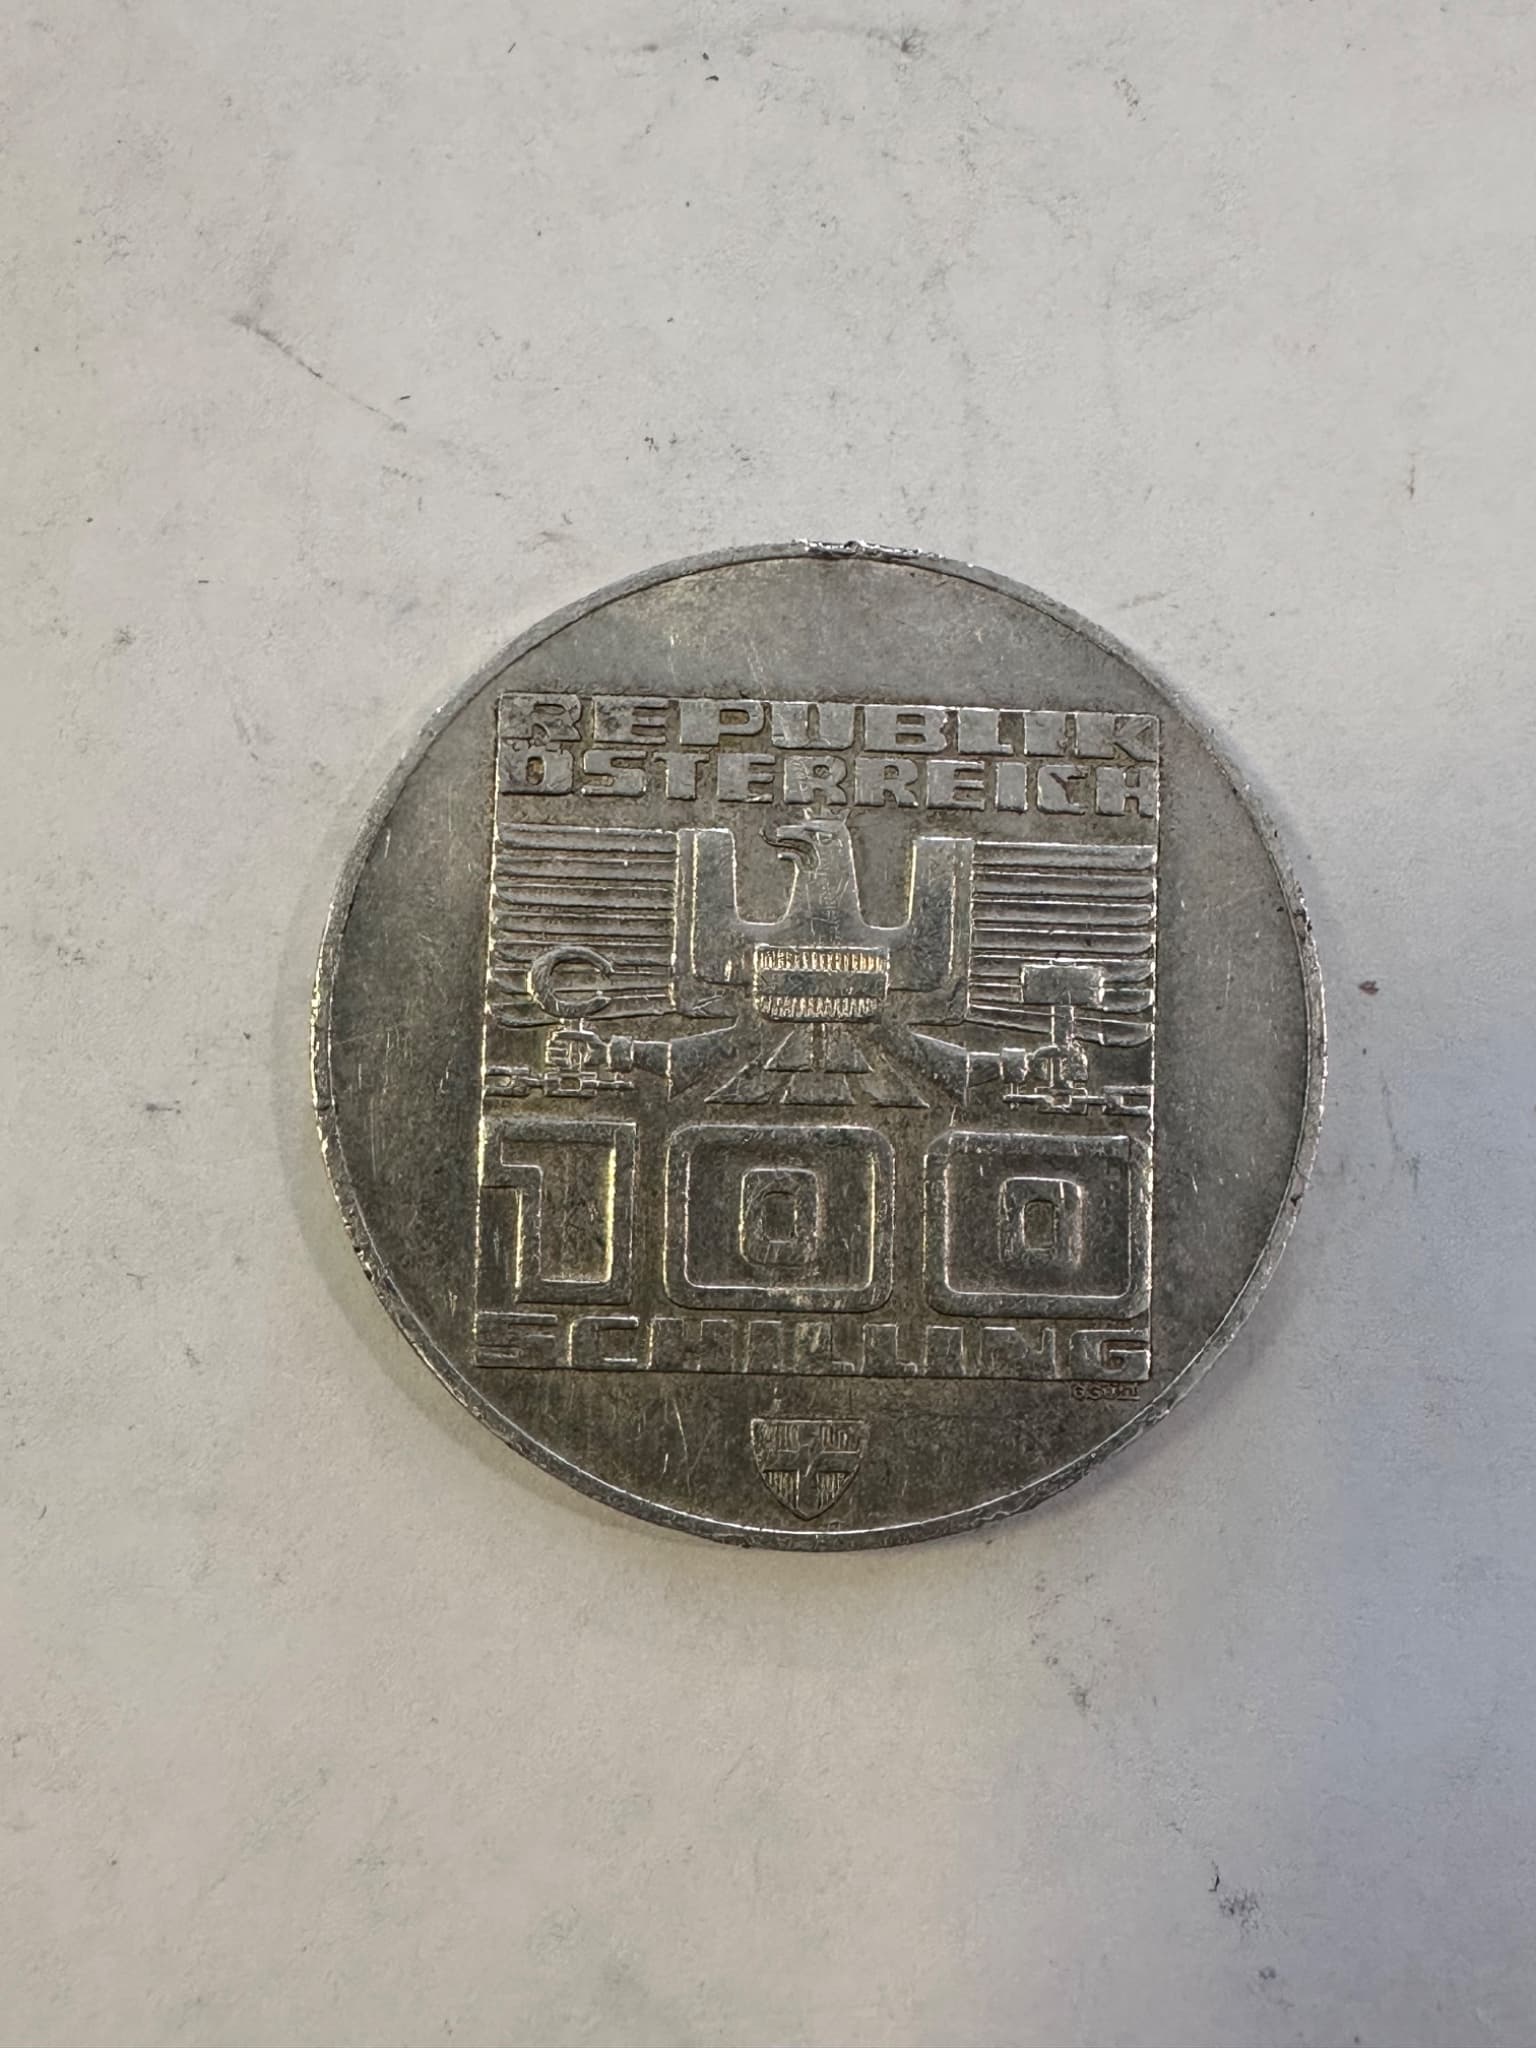 REPUBLIK
ÖSTERREICH
100
SCHILLING